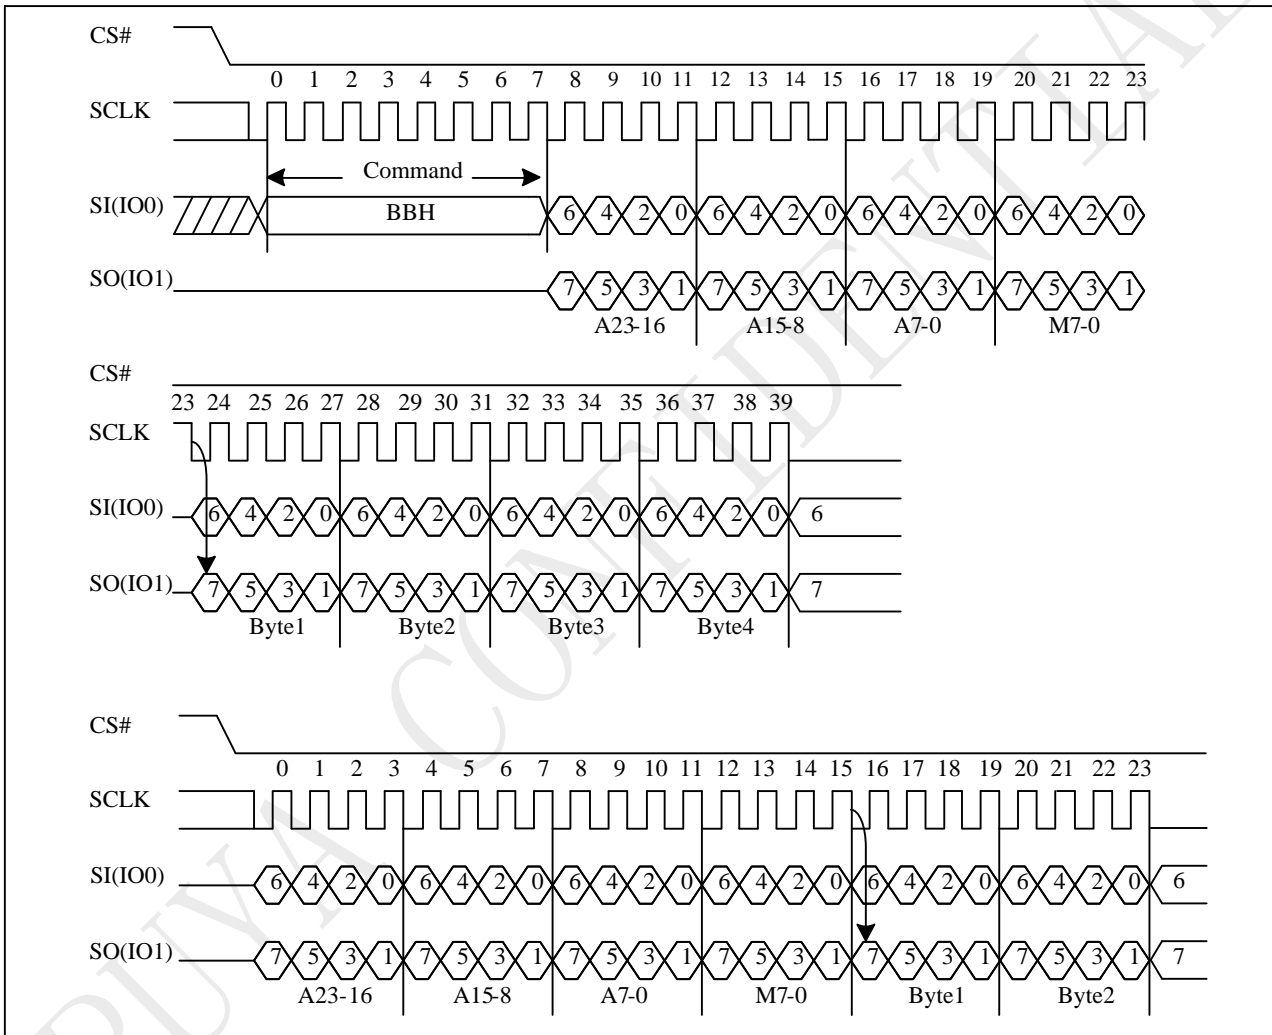 CS#
0 1 2 3 4 5 6 7 8 9 10 11 12 13 14 15 16 17 18 19 20 21 22 23
SCLK
Command
SI(IO0) BBH 6 4 2 0 6 4 2 0 6 4 2 0 6 4 2 0
SO(IO1) 7 5 3 1 7 5 3 1 7 5 3 1 7 5 3 1
A23-16 A15-8 A7-0 M7-0
CS#
23 24 25 26 27 28 29 30 31 32 33 34 35 36 37 38 39
SCLK
SI(IO0) 6 4 2 0 6 4 2 0 6 4 2 0 6 4 2 0 6
SO(IO1) 7 5 3 1 7 5 3 1 7 5 3 1 7 5 3 1 7
Byte1 Byte2 Byte3 Byte4
CS#
0 1 2 3 4 5 6 7 8 9 10 11 12 13 14 15 16 17 18 19 20 21 22 23
SCLK
SI(IO0) 6 4 2 0 6 4 2 0 6 4 2 0 6 4 2 0 6 4 2 0 6 4 2 0 6
SO(IO1) 7 5 3 1 7 5 3 1 7 5 3 1 7 5 3 1 7 5 3 1 7 5 3 1 7
A23-16 A15-8 A7-0 M7-0 Byte1 Byte2
PUYA CONFIDENTIAL